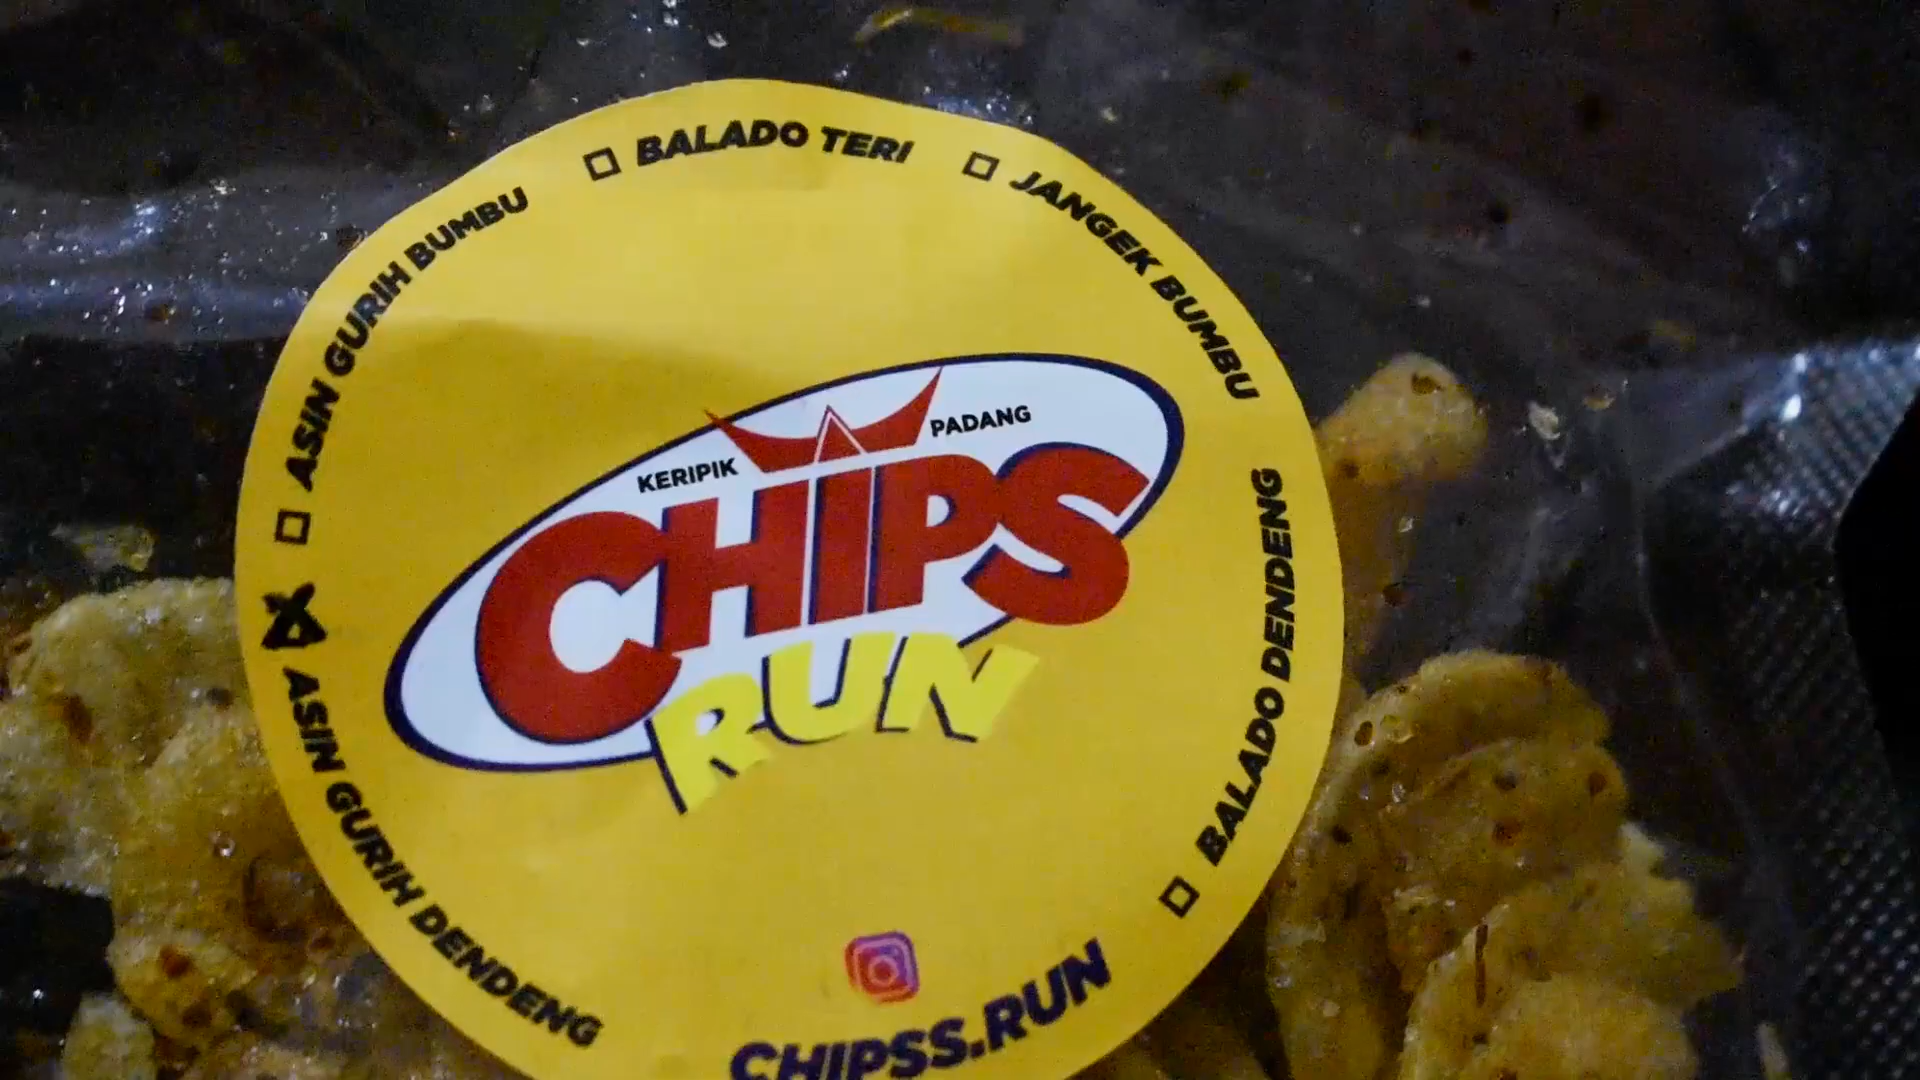 BALADO TERI
JANGEK BUMBU
ASIN GURIH BUMBU
KERIPIK
PADANG
CHIPS
RUN
BALADO DENDENG
ASIN GURIH DENDENG
CHIPSS.RUN